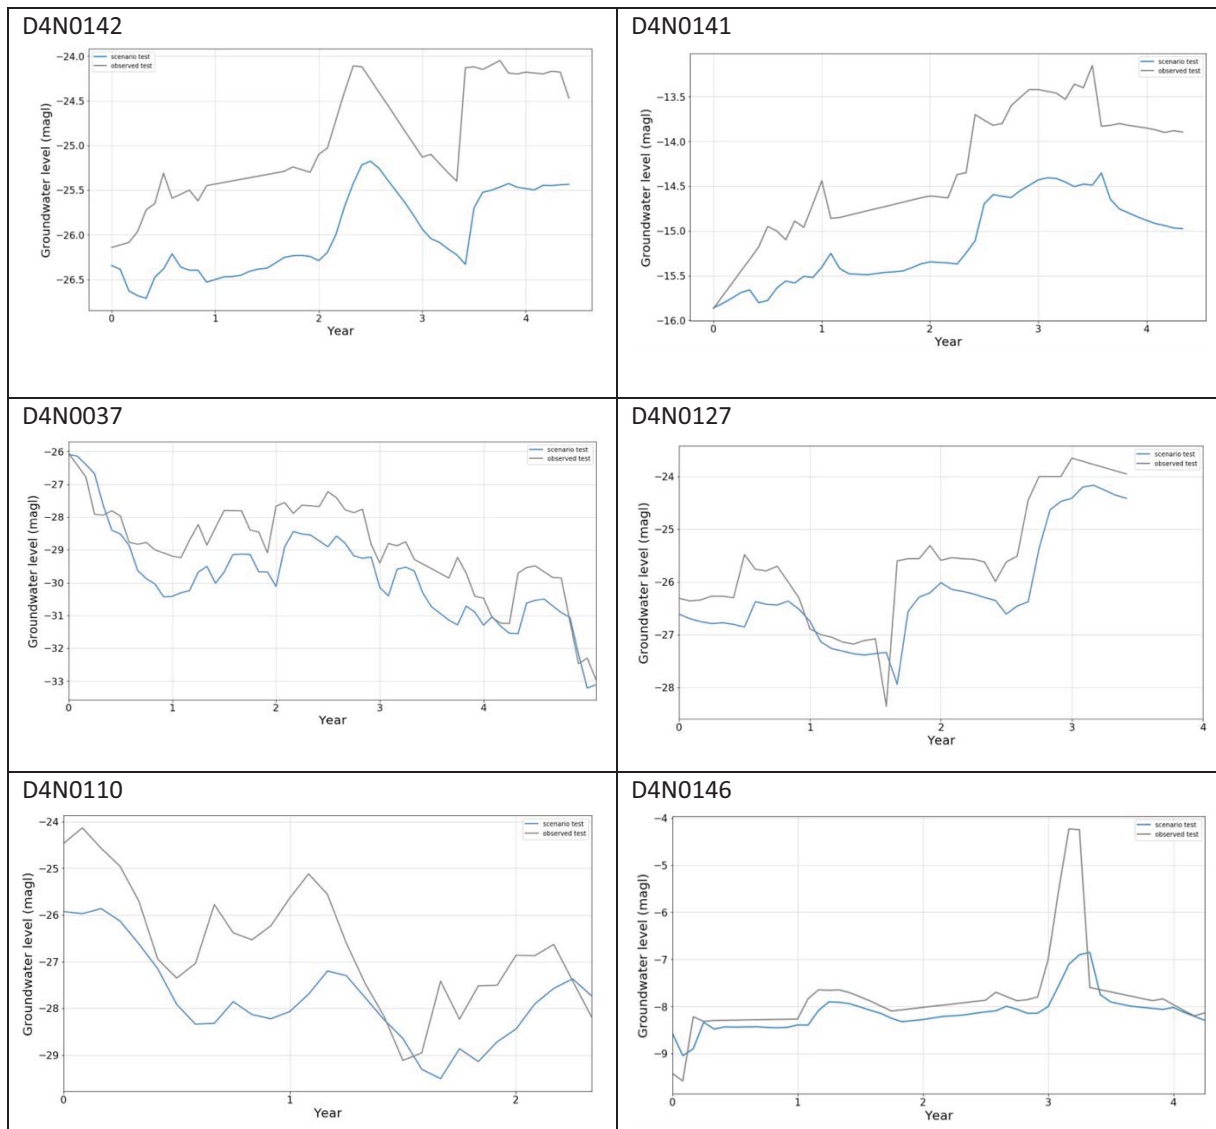 D4N0142
scenario test
observed test
−24.0
−24.5
−25.0
−25.5
−26.0
−26.5
Groundwater level (magl)
0 1 2 3 4
Year
D4N0141
scenario test
observed test
−13.5
−14.0
−14.5
−15.0
−15.5
−16.0
Groundwater level (magl)
0 1 2 3 4
Year
D4N0037
scenario test
observed test
−26
−27
−28
−29
−30
−31
−32
−33
Groundwater level (magl)
0 1 2 3 4
Year
D4N0127
scenario test
observed test
−24
−25
−26
−27
−28
Groundwater level (magl)
0 1 2 3 4
Year
D4N0110
scenario test
observed test
−24
−25
−26
−27
−28
−29
Groundwater level (magl)
0 1 2
Year
D4N0146
scenario test
observed test
−4
−5
−6
−7
−8
−9
Groundwater level (magl)
0 1 2 3 4
Year